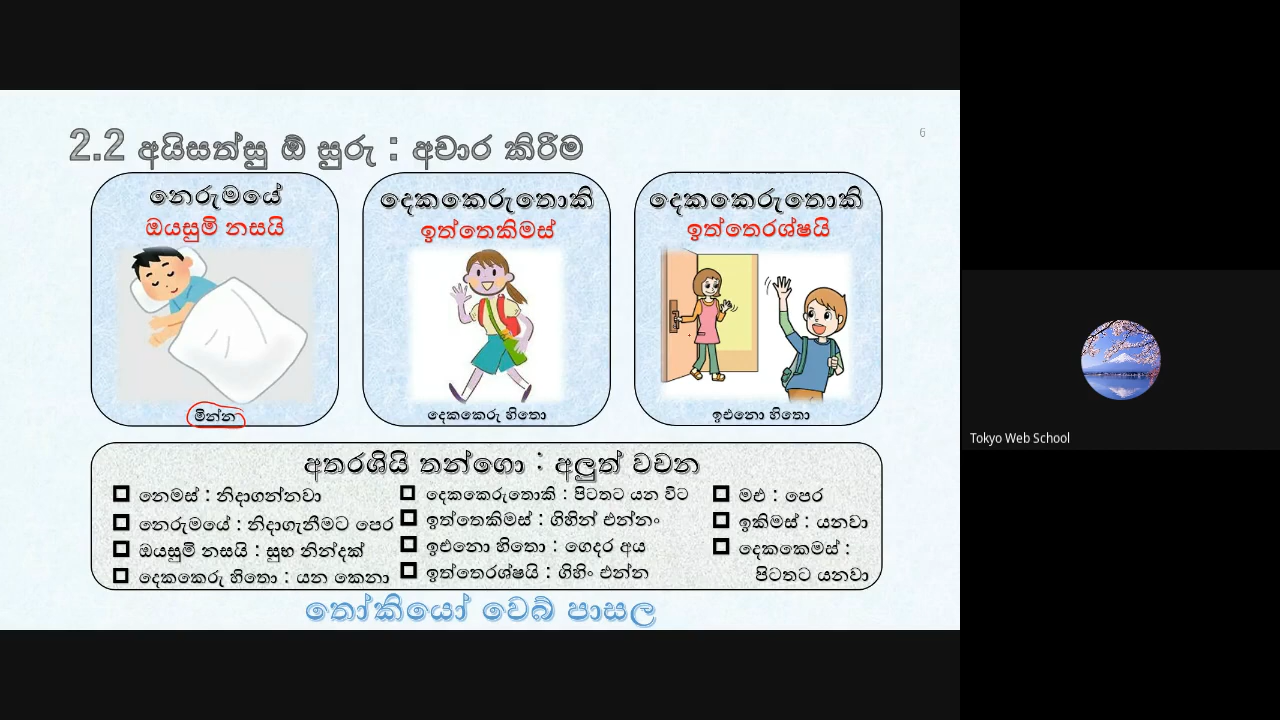 2.2 අයිසත්සු ඕ සුරු : අචාර කිරීම
6
නෙරුමයේ
ඔයසුමි නසයි
මින්න
දෙකකෙරුතොකි
ඉත්තෙකිමස්
දෙකකෙරු හිතො
දෙකකෙරුතොකි
ඉත්තෙරශ්ෂයි
ඉඑනො හිතො
අතරශියි තන්ගො : අලුත් වචන
නෙමස් : නිදාගන්නවා
නෙරුමයේ : නිදාගැනීමට පෙර
ඔයසුමි නසයි : සුභ නින්දක්
දෙකකෙරු හිතො : යන කෙනා
දෙකකෙරුතොකි : පිටතට යන විට
ඉත්තෙකිමස් : ගිහින් එන්නං
ඉඑනො හිතො : ගෙදර අය
ඉත්තෙරශ්ෂයි : ගිහිං එන්න
මඑ : පෙර
ඉකිමස් : යනවා
දෙකකෙමස් :
පිටතට යනවා
තෝකියෝ වෙබ් පාසල
Tokyo Web School